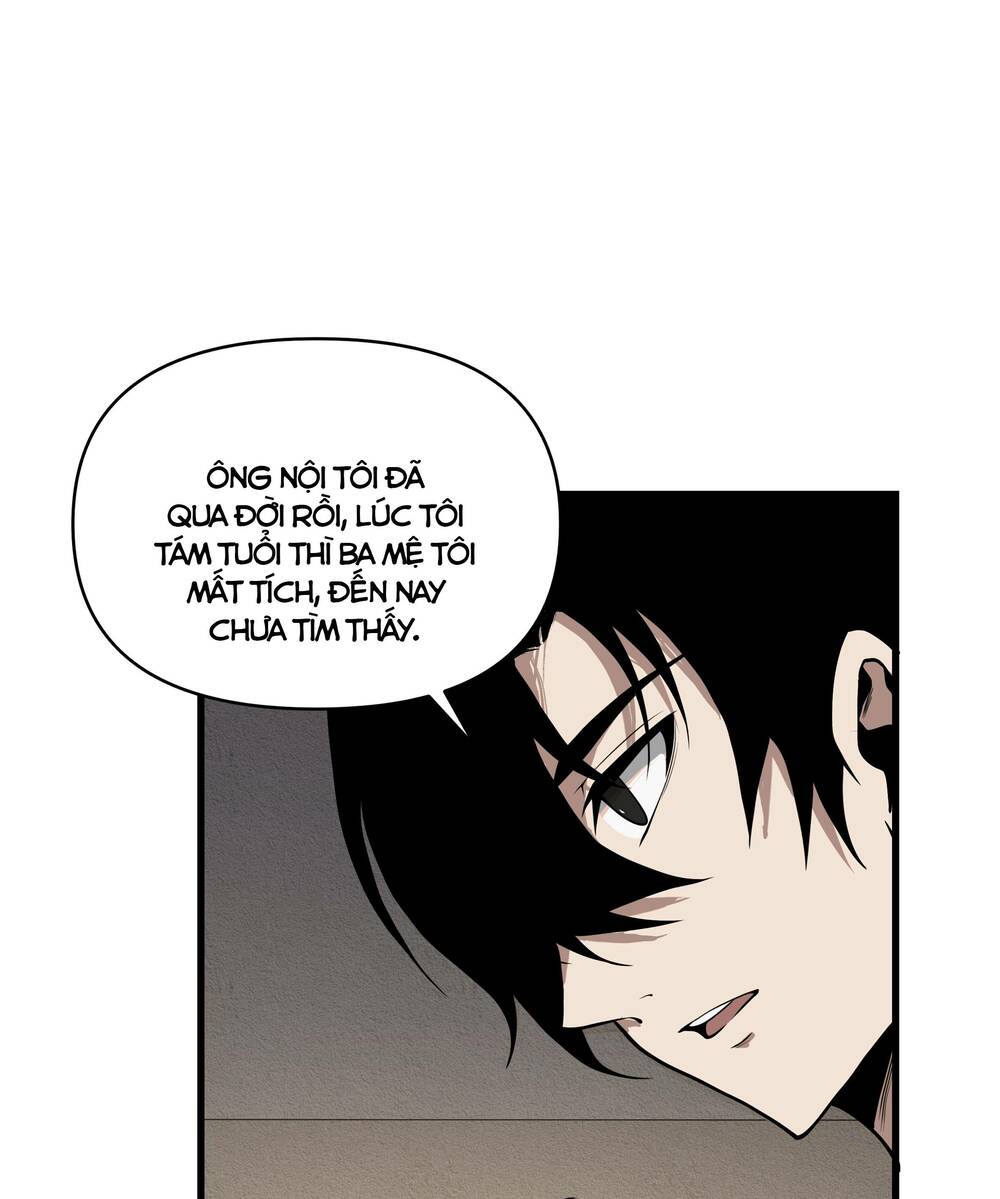 ÔNG NỘI TÔI ĐÃ
QUA ĐỜI RỒI, LÚC TÔI
TÁM TUỔI THÌ BA MẸ TÔI
MẤT TÍCH, ĐẾN NAY
CHƯA TÌM THẤY.